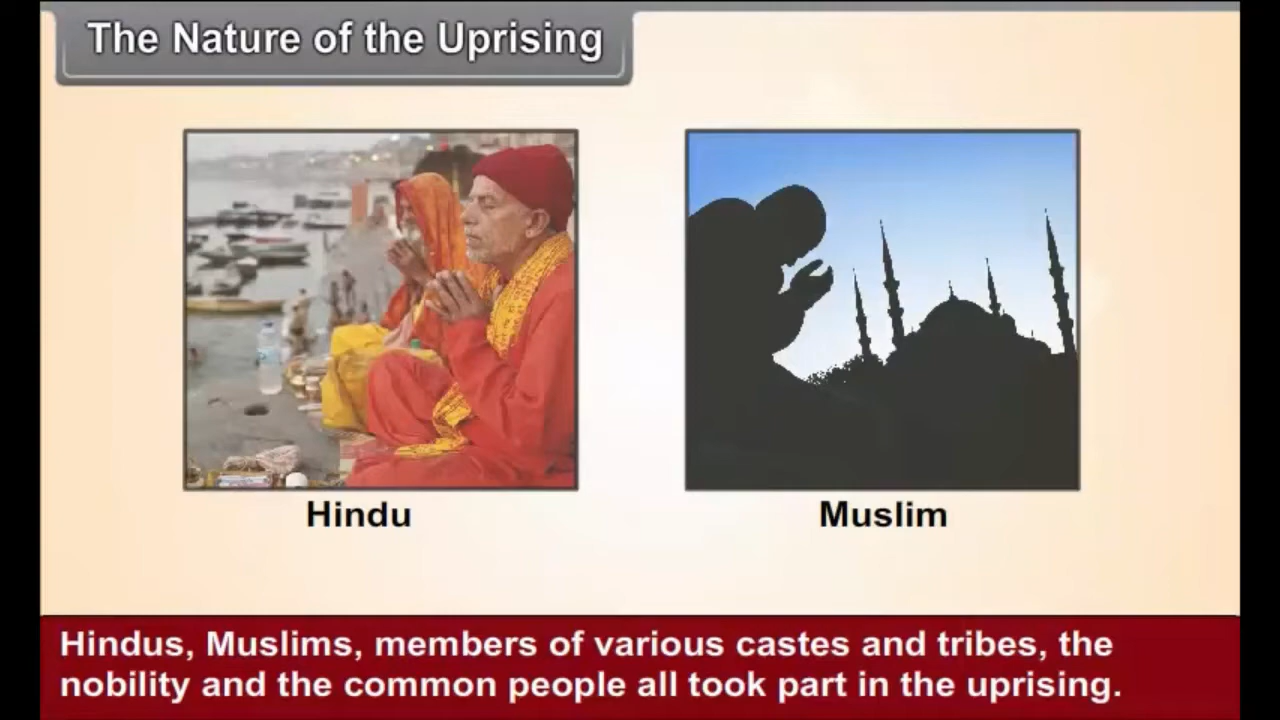 The Nature of the Uprising
Hindu
Muslim
Hindus, Muslims, members of various castes and tribes, the
nobility and the common people all took part in the uprising.